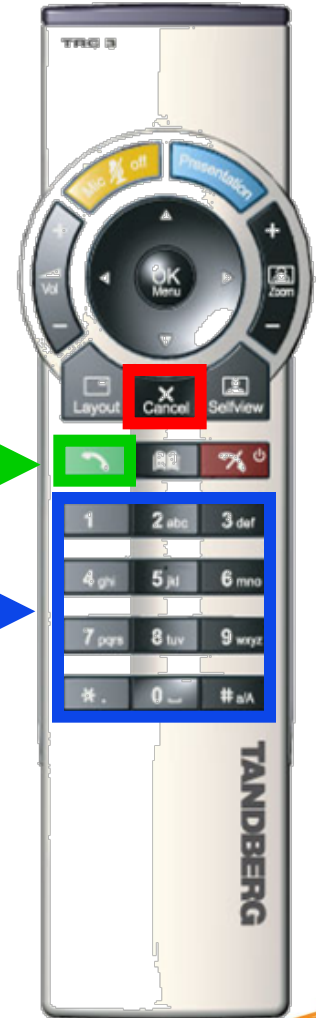 TRC 3
Mic off
Presentation
+
+
OK
Menu
Vol
Zoom
-
-
Layout
X
Cancel
Selfview
1
2 abc
3 def
4 ghi
5 jkl
6 mno
7 pqrs
8 tuv
9 wxyz
* .
0
# a/A
TANDBERG